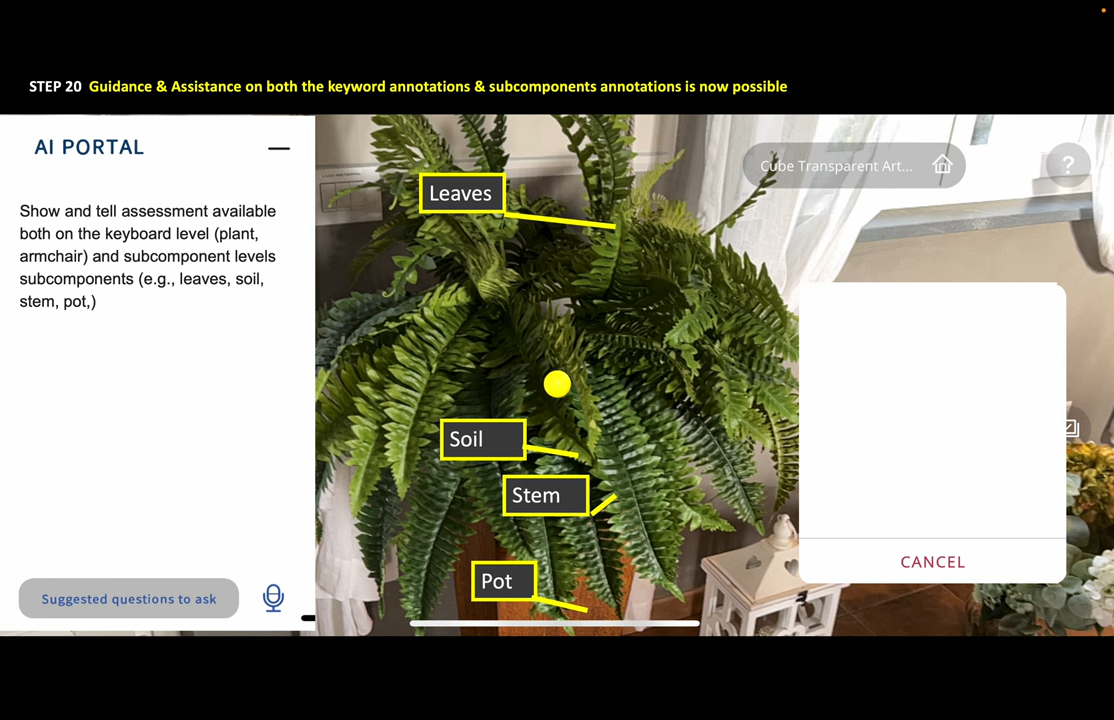 STEP 20 Guidance & Assistance on both the keyword annotations & subcomponents annotations is now possible
AI PORTAL
Show and tell assessment available
both on the keyboard level (plant,
armchair) and subcomponent levels
subcomponents (e.g., leaves, soil,
stem, pot,)
Suggested questions to ask
Leaves
Soil
Stem
Pot
Cube Transparent Art...
?
CANCEL